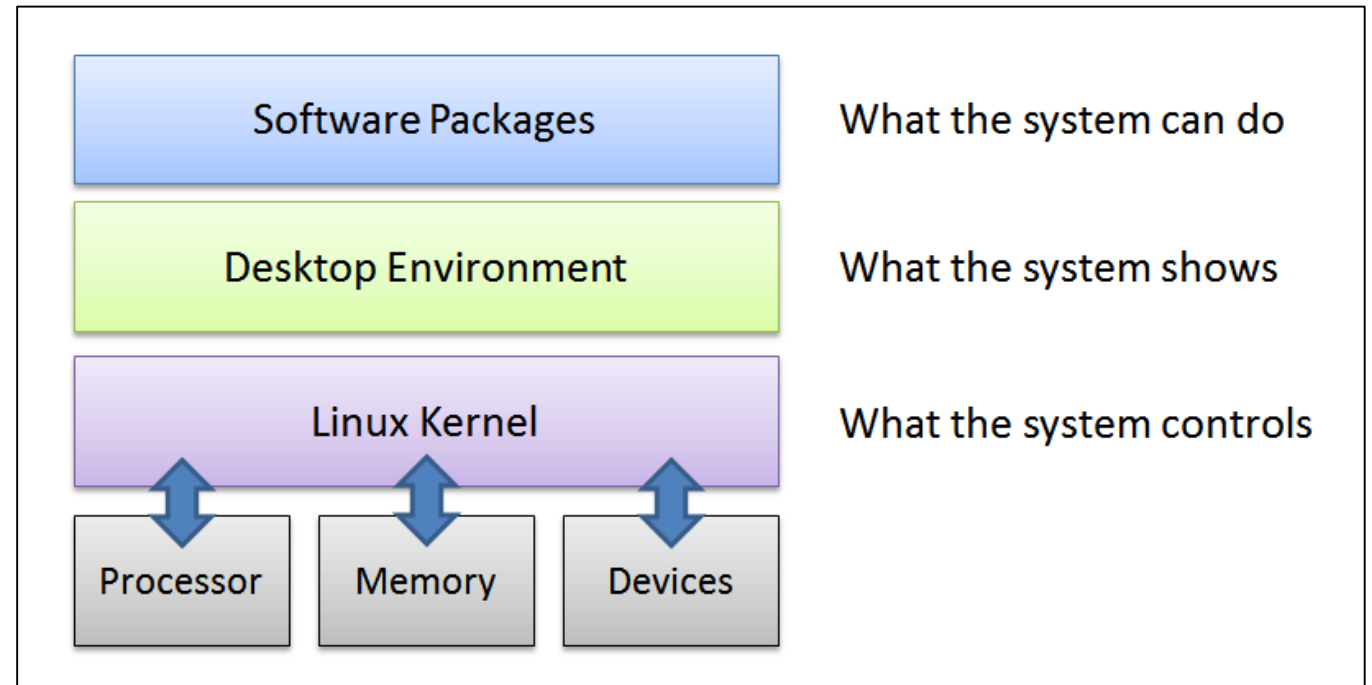 Software Packages
What the system can do
Desktop Environment
What the system shows
Linux Kernel
What the system controls
Processor
Memory
Devices